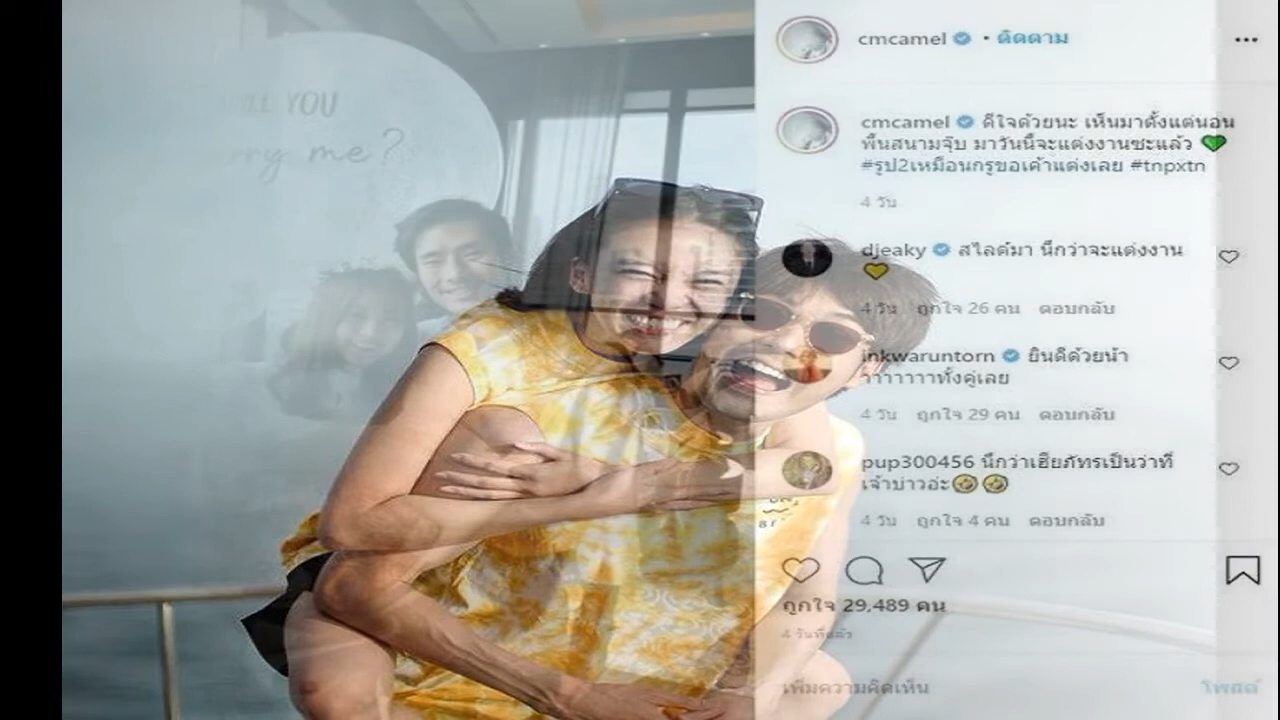 YOU
me?
cmcamel • ติดตาม
cmcamel ดีใจด้วยนะ เห็นมาตั้งแต่นอน
พื้นสนามจุ๊บ มาวันนี้จะแต่งงานซะแล้ว 💚
#รูป2เหมือนกรูขอเค้าแต่งเลย #tnpxtn
4 วัน
djeaky สไลด์มา นึกว่าจะแต่งงาน
💛
4 วัน ถูกใจ 26 คน ตอบกลับ
inkwaruntorn ยินดีด้วยน้า
าาาาาาาทั้งคู่เลย
4 วัน ถูกใจ 29 คน ตอบกลับ
pup300456 นึกว่าเฮียภัทรเป็นว่าที่
เจ้าบ่าวอ่ะ🤣🤣
4 วัน ถูกใจ 4 คน ตอบกลับ
ถูกใจ 29,489 คน
4 วันที่แล้ว
เพิ่มความคิดเห็น
โพสต์